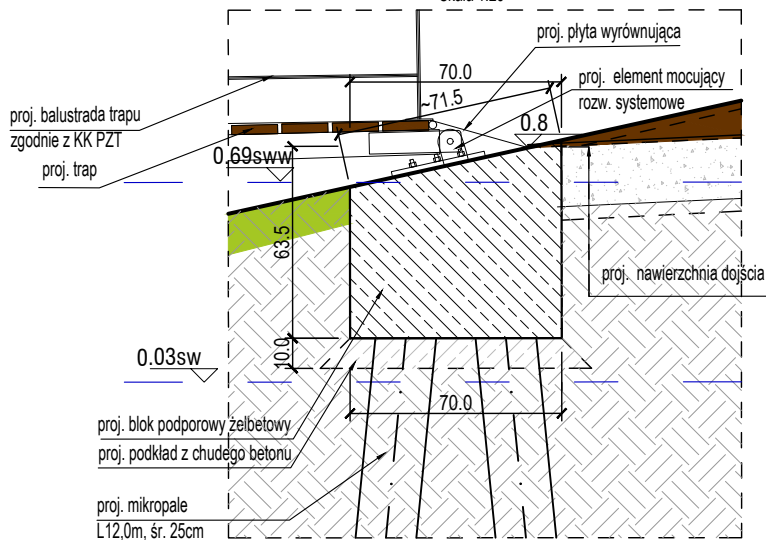 proj. płyta wyrównująca
70.0
~71.5
proj. element mocujący
rozw. systemowe
proj. balustrada trapu
zgodnie z KK PZT
0.8
0.69sww
proj. trap
63.5
proj. nawierzchnia dojścia
0.03sw
10.0
70.0
proj. blok podporowy żelbetowy
proj. podkład z chudego betonu
proj. mikropale
L12,0m, śr. 25cm